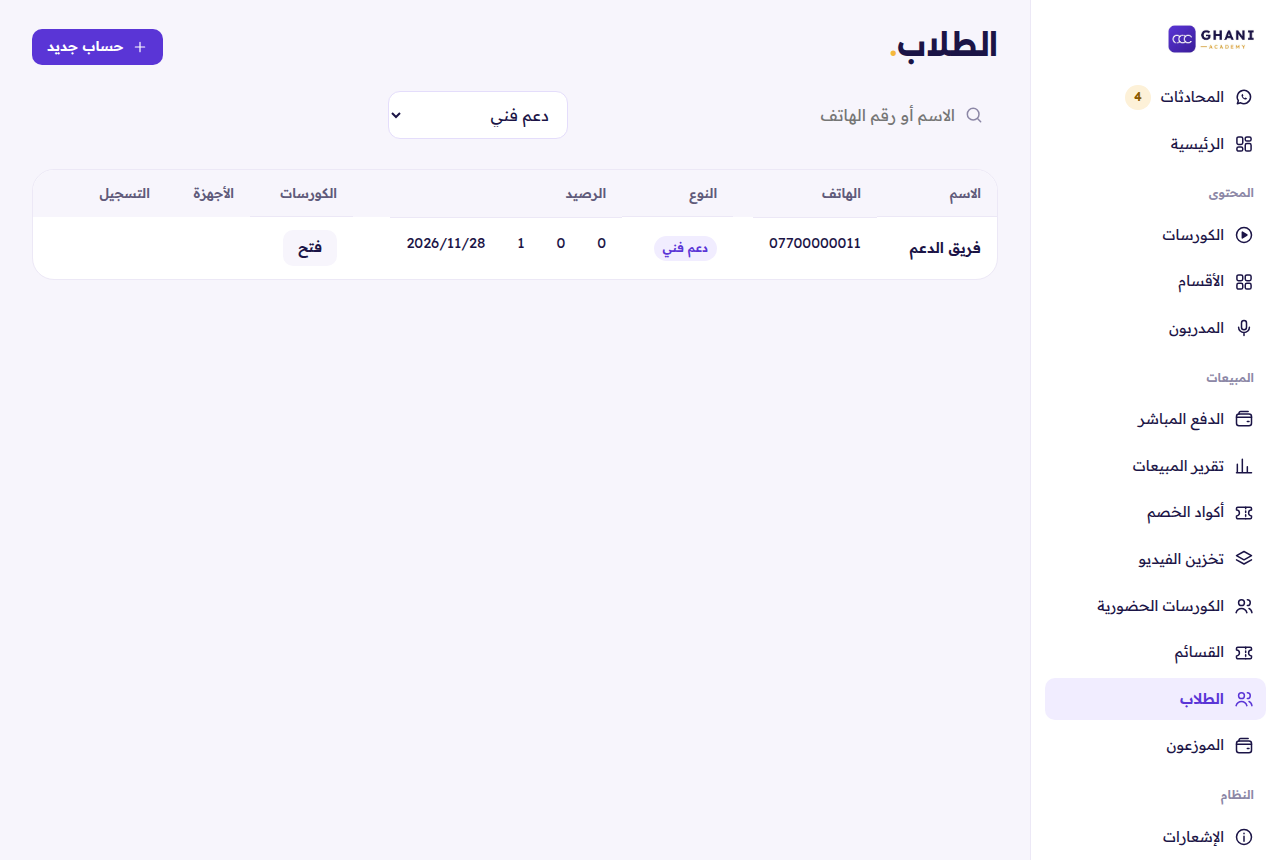 GHANI
ACADEMY
المحادثات 4
الرئيسية
المحتوى
الكورسات
الأقسام
المدربون
المبيعات
الدفع المباشر
تقرير المبيعات
أكواد الخصم
تخزين الفيديو
الكورسات الحضورية
القسائم
الطلاب
الموزعون
النظام
الإشعارات
الطلاب.
حساب جديد
الاسم أو رقم الهاتف
دعم فني
الاسم الهاتف النوع الرصيد الكورسات الأجهزة التسجيل
فريق الدعم 07700000011 دعم فني 0 0 1 2026/11/28 فتح